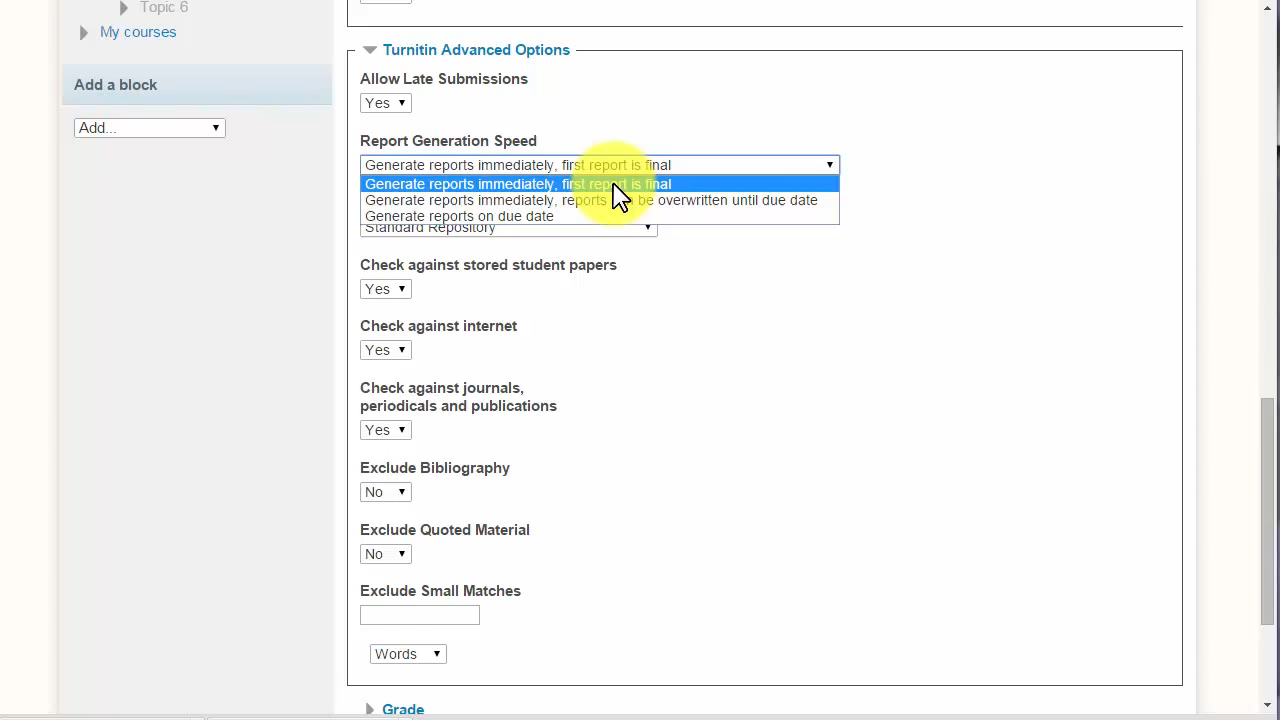 Topic 6
My courses
Add a block
Add...
Turnitin Advanced Options
Allow Late Submissions
Yes
Report Generation Speed
Generate reports immediately, first report is final
Generate reports immediately, first report is final
Generate reports immediately, reports be overwritten until due date
Generate reports on due date
Standard Repository
Check against stored student papers
Yes
Check against internet
Yes
Check against journals,
periodicals and publications
Yes
Exclude Bibliography
No
Exclude Quoted Material
No
Exclude Small Matches
Words
Grade